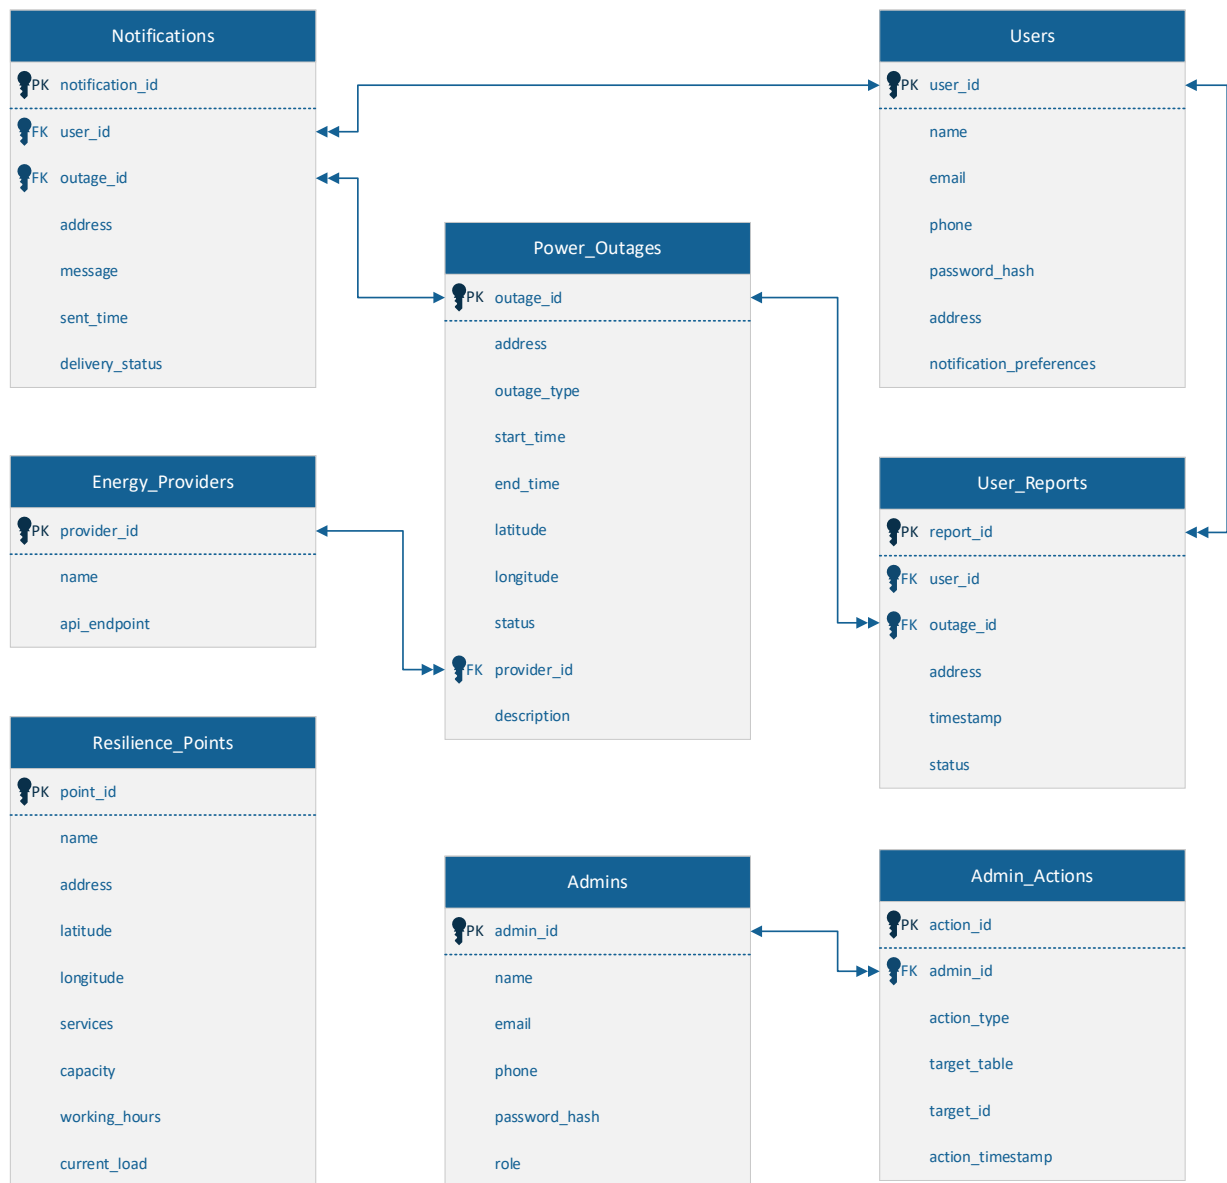 Notifications
PK notification_id
FK user_id
FK outage_id
address
message
sent_time
delivery_status
Users
PK user_id
name
email
phone
password_hash
address
notification_preferences
Power_Outages
PK outage_id
address
outage_type
start_time
end_time
latitude
longitude
status
FK provider_id
description
Energy_Providers
PK provider_id
name
api_endpoint
User_Reports
PK report_id
FK user_id
FK outage_id
address
timestamp
status
Resilience_Points
PK point_id
name
address
latitude
longitude
services
capacity
working_hours
current_load
Admins
PK admin_id
name
email
phone
password_hash
role
Admin_Actions
PK action_id
FK admin_id
action_type
target_table
target_id
action_timestamp